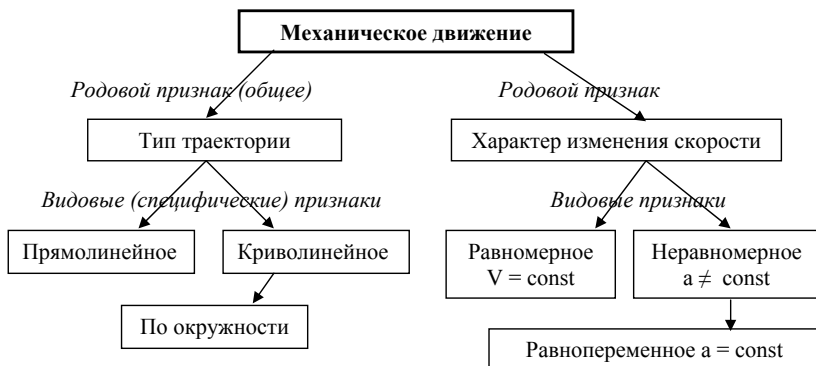 Механическое движение
Родовой признак (общее)
Родовой признак
Тип траектории
Характер изменения скорости
Видовые (специфические) признаки
Видовые признаки
Прямолинейное
Криволинейное
Равномерное
V = const
Неравномерное
a ≠ const
По окружности
Равнопеременное a = const